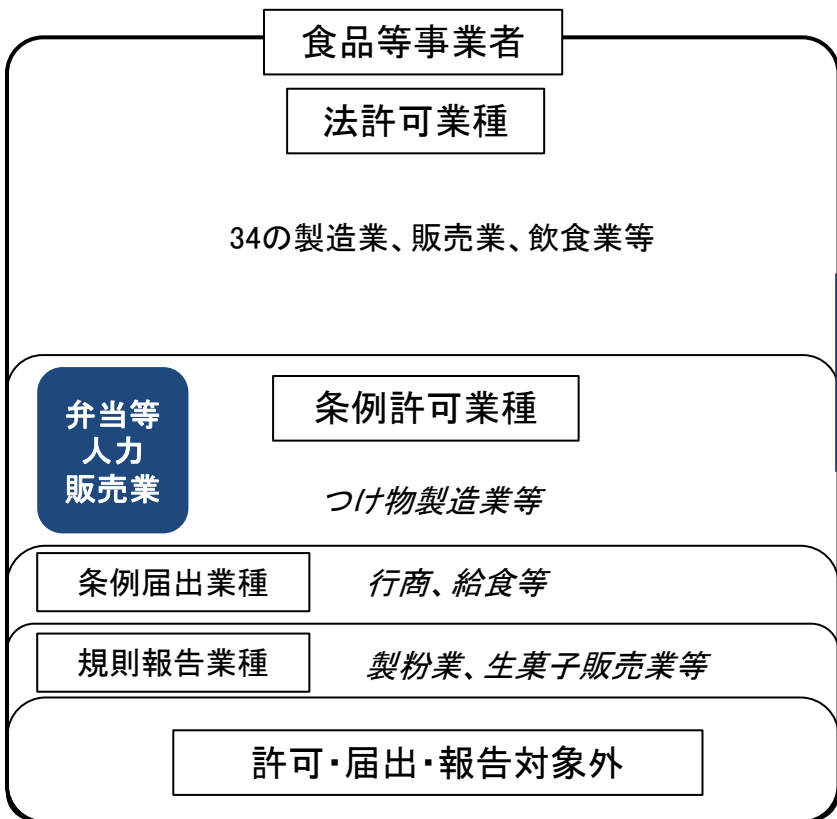 食品等事業者
法許可業種
34の製造業、販売業、飲食業等
弁当等
人力
販売業
条例許可業種
つけ物製造業等
条例届出業種
行商、給食等
規則報告業種
製粉業、生菓子販売業等
許可・届出・報告対象外